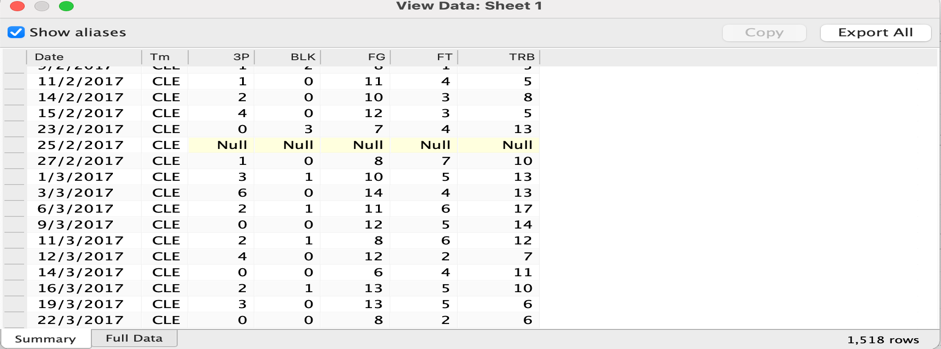 View Data: Sheet 1
Show aliases Copy Export All
Date Tm 3P BLK FG FT TRB
11/2/2017 CLE 1 0 11 4 5
14/2/2017 CLE 2 0 10 3 8
15/2/2017 CLE 4 0 12 3 5
23/2/2017 CLE 0 3 7 4 13
25/2/2017 CLE Null Null Null Null Null
27/2/2017 CLE 1 0 8 7 10
1/3/2017 CLE 3 1 10 5 13
3/3/2017 CLE 6 0 14 4 13
6/3/2017 CLE 2 1 11 6 17
9/3/2017 CLE 0 0 12 5 14
11/3/2017 CLE 2 1 8 6 12
12/3/2017 CLE 4 0 12 2 7
14/3/2017 CLE 0 0 6 4 11
16/3/2017 CLE 2 1 13 5 10
19/3/2017 CLE 3 0 13 5 6
22/3/2017 CLE 0 0 8 2 6
Summary Full Data 1,518 rows